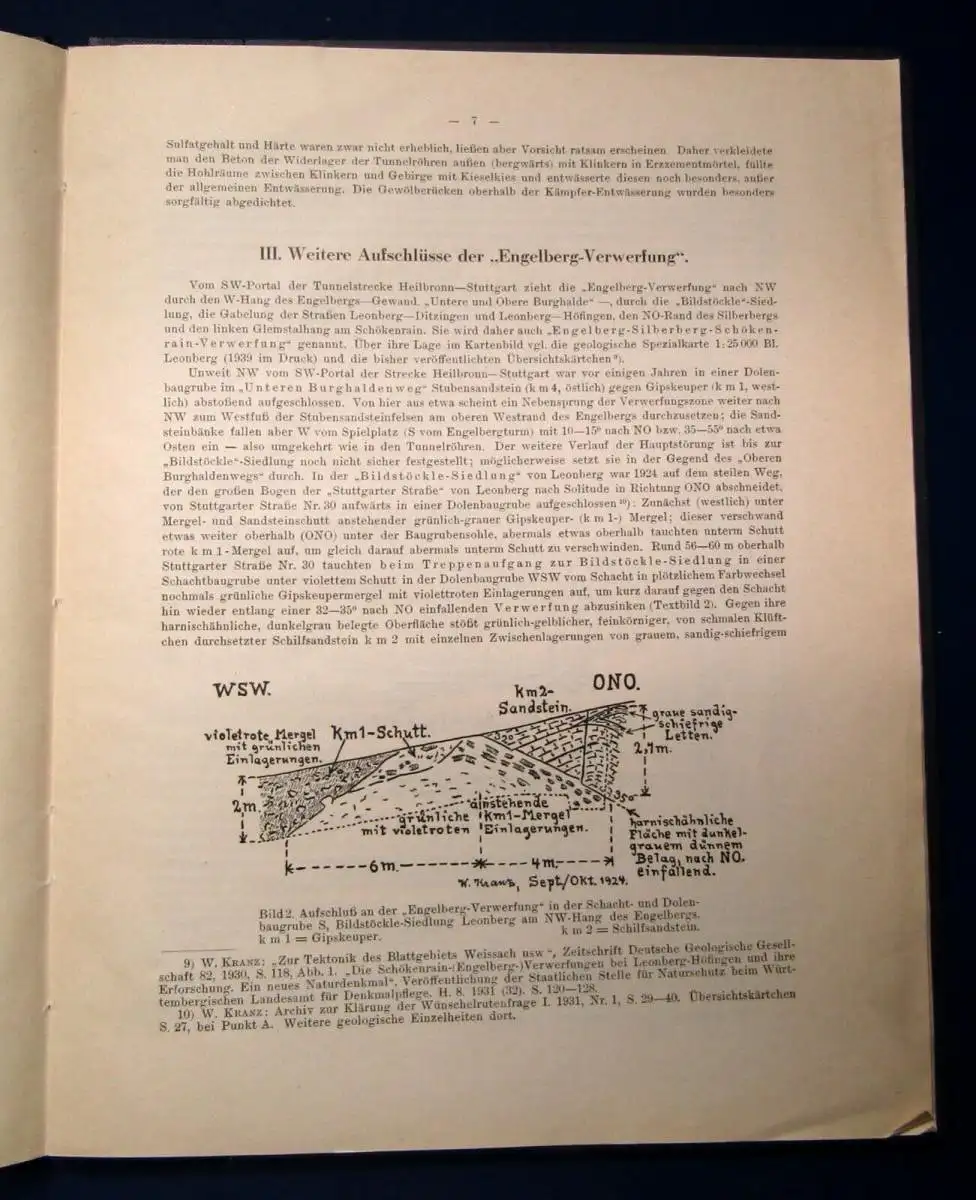 — 7 —
Sulfatgehalt und Härte waren zwar nicht erheblich, ließen aber Vorsicht ratsam erscheinen. Daher verkleidete
man den Beton der Widerlager der Tunnelröhren außen (bergwärts) mit Klinkern in Erzzementmörtel, füllte
die Hohlräume zwischen Klinkern und Gebirge mit Kieselkies und entwässerte diesen noch besonders, außer
der allgemeinen Entwässerung. Die Gewölberücken oberhalb der Kämpfer-Entwässerung wurden besonders
sorgfältig abgedichtet.
III. Weitere Aufschlüsse der „Engelberg-Verwerfung“.
Vom SW-Portal der Tunnelstrecke Heilbronn—Stuttgart zieht die „Engelberg-Verwerfung“ nach NW
durch den W-Hang des Engelbergs—Gewand. „Untere und Obere Burghalde“ —, durch die „Bildstöckle“-Sied-
lung, die Gabelung der Straßen Leonberg—Ditzingen und Leonberg—Höfingen, den NO-Rand des Silberbergs
und den linken Glemstalhang am Schökenrain. Sie wird daher auch „Engelberg-Silberberg-Schöken-
rain-Verwerfung“ genannt. Über ihre Lage im Kartenbild vgl. die geologische Spezialkarte 1:25 000 Bl.
Leonberg (1939 im Druck) und die bisher veröffentlichten Übersichtskärtchen⁹).
Unweit NW vom SW-Portal der Strecke Heilbronn—Stuttgart war vor einigen Jahren in einer Dolen-
baugrube im „Unteren Burghaldenweg“ Stubensandstein (k m 4, östlich) gegen Gipskeuper (k m 1, west-
lich) abstoßend aufgeschlossen. Von hier aus etwa scheint ein Nebensprung der Verwerfungszone weiter nach
NW zum Westfuß der Stubensandsteinfelsen am oberen Westrand des Engelbergs durchzusetzen; die Sand-
steinbänke fallen aber W vom Spielplatz (S vom Engelbergturm) mit 10—15⁰ nach NO bzw. 35—55⁰ nach etwa
Osten ein — also umgekehrt wie in den Tunnelröhren. Der weitere Verlauf der Hauptstörung ist bis zur
„Bildstöckle“-Siedlung noch nicht sicher festgestellt; möglicherweise setzt sie in der Gegend des „Oberen
Burghaldenwegs“ durch. In der „Bildstöckle-Siedlung“ von Leonberg war 1924 auf dem steilen Weg,
der den großen Bogen der „Stuttgarter Straße“ von Leonberg nach Solitude in Richtung ONO abschneidet,
von Stuttgarter Straße Nr. 30 aufwärts in einer Dolenbaugrube aufgeschlossen¹⁰): Zunächst (westlich) unter
Mergel- und Sandsteinschutt anstehender grünlich-grauer Gipskeuper- (k m 1-) Mergel; dieser verschwand
etwas weiter oberhalb (ONO) unter der Baugrubensohle, abermals etwas oberhalb tauchten unterm Schutt
rote k m 1-Mergel auf, um gleich darauf abermals unterm Schutt zu verschwinden. Rund 56—60 m oberhalb
Stuttgarter Straße Nr. 30 tauchten beim Treppenaufgang zur Bildstöckle-Siedlung in einer
Schachtbaugrube unter violettem Schutt in der Dolenbaugrube WSW vom Schacht in plötzlichem Farbwechsel
nochmals grünliche Gipskeupermergel mit violettroten Einlagerungen auf, um kurz darauf gegen den Schacht
hin wieder entlang einer 32—35⁰ nach NO einfallenden Verwerfung abzusinken (Textbild 2). Gegen ihre
harnischähnliche, dunkelgrau belegte Oberfläche stößt grünlich-gelblicher, feinkörniger, von schmalen Klüft-
chen durchsetzter Schilfsandstein k m 2 mit einzelnen Zwischenlagerungen von grauem, sandig-schiefrigem
WSW.
ONO.
km2-
Sandstein.
graue sandig-
schiefrige
Letten.
violetrote Mergel
mit grünlichen
Einlagerungen.
km1-Schutt.
2,1m.
2m.
32°
35°
anstehende
grünliche km1-Mergel
mit violetroten Einlagerungen.
harnischähnliche
Fläche mit dunkel-
grauem dünnem
Belag, nach NO.
einfallend.
6m.
4m.
W. Kranz, Sept/Okt. 1924.
Bild 2. Aufschluß an der „Engelberg-Verwerfung“ in der Schacht- und Dolen-
baugrube S, Bildstöckle-Siedlung Leonberg am NW-Hang des Engelbergs.
k m 1 = Gipskeuper. k m 2 = Schilfsandstein.
9) W. KRANZ: „Zur Tektonik des Blattgebiets Weissach usw“, Zeitschrift Deutsche Geologische Gesell-
schaft 82, 1930, S. 118, Abb. 1. „Die Schökenrain-(Engelberg-)Verwerfungen bei Leonberg-Höfingen und ihre
Erforschung. Ein neues Naturdenkmal“. Veröffentlichung der Staatlichen Stelle für Naturschutz beim Würt-
tembergischen Landesamt für Denkmalpflege. H. 8. 1931 (32). S. 120—128.
10) W. KRANZ: Archiv zur Klärung der Wünschelrutenfrage I. 1931, Nr. 1, S. 29—40. Übersichtskärtchen
S. 27, bei Punkt A. Weitere geologische Einzelheiten dort.